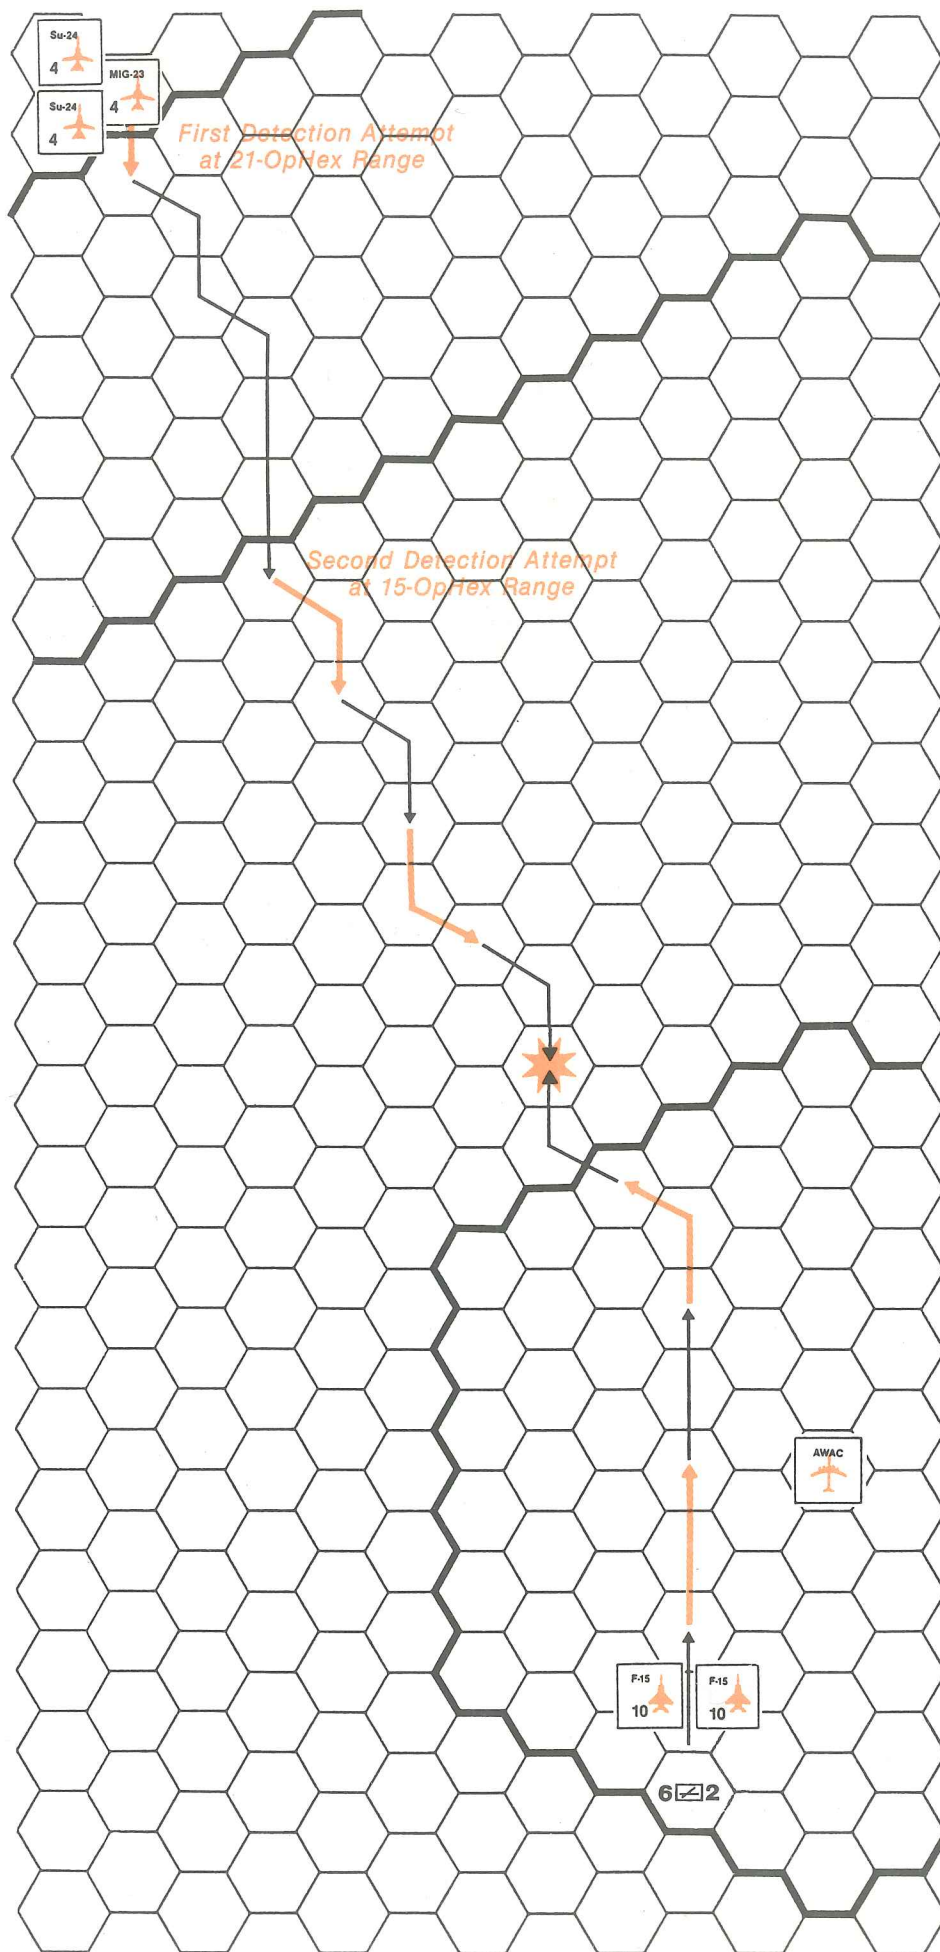 Su-24
4
MIG-23
4
Su-24
4
First Detection Attempt
at 21-OpHex Range
Second Detection Attempt
at 15-OpHex Range
AWAC
F-15
10
F-15
10
6 2